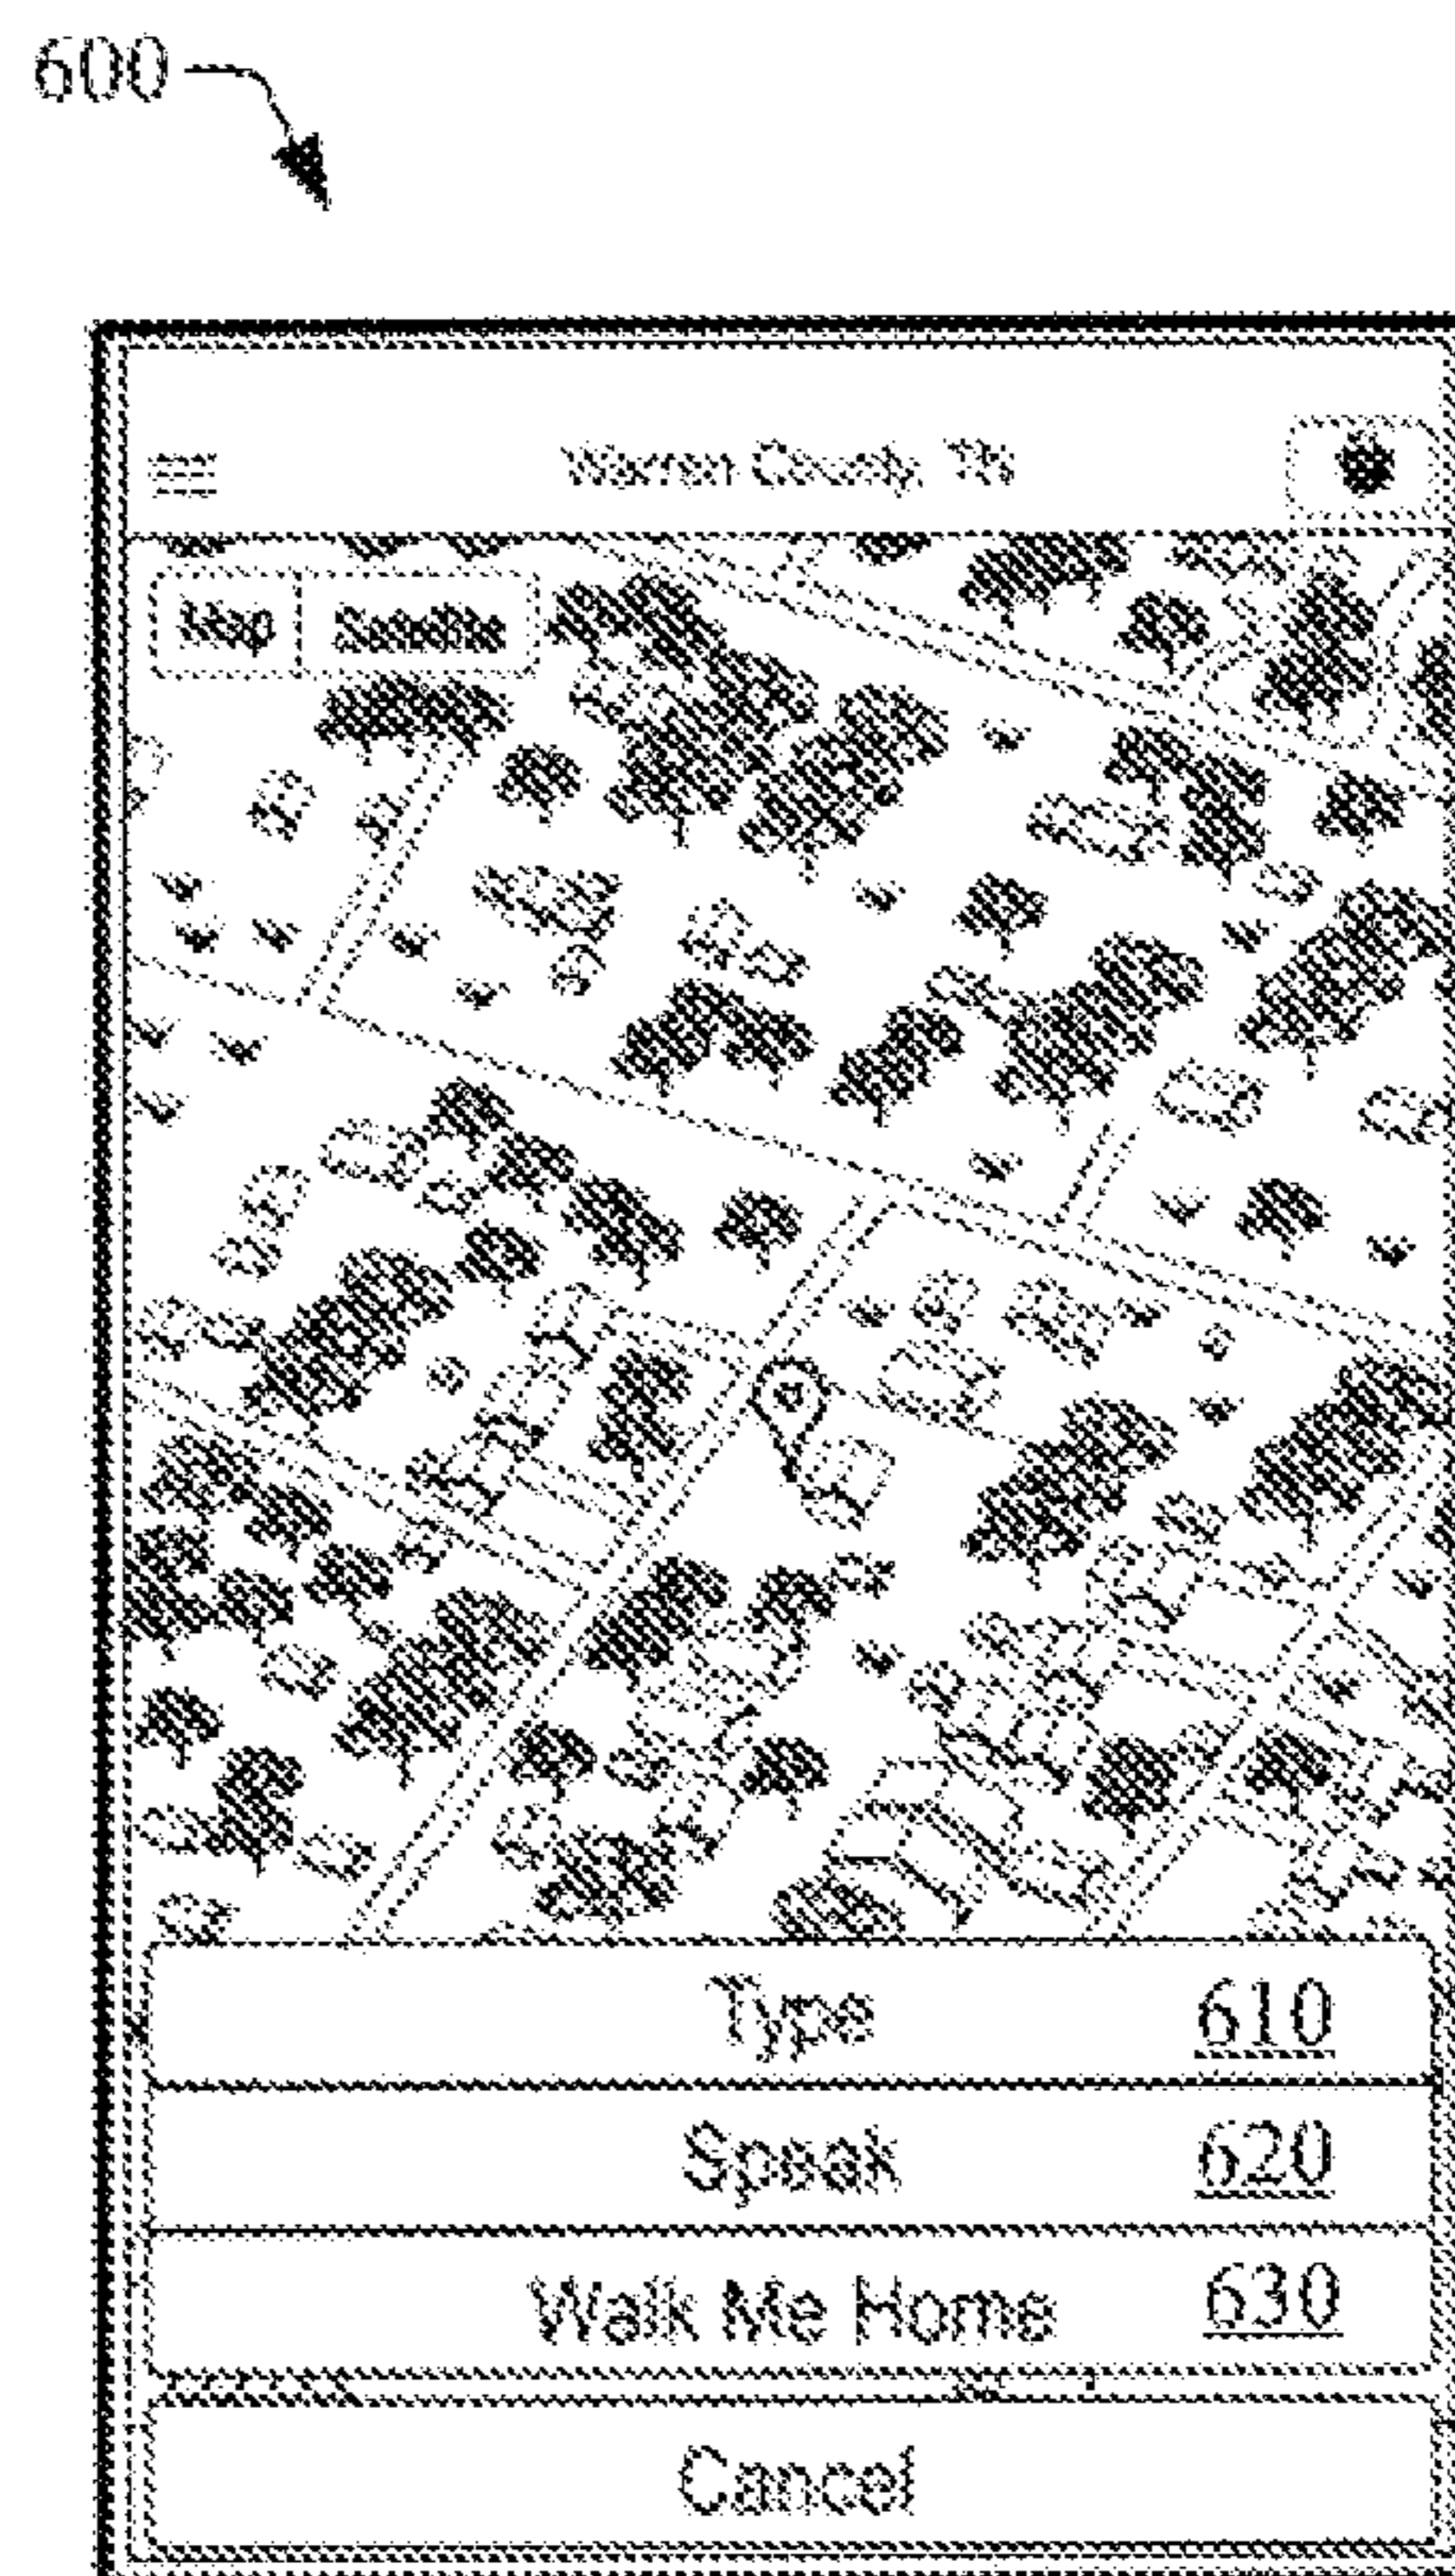 600
Warren County, TN
Map Satellite
Type 610
Speak 620
Walk Me Home 630
Cancel